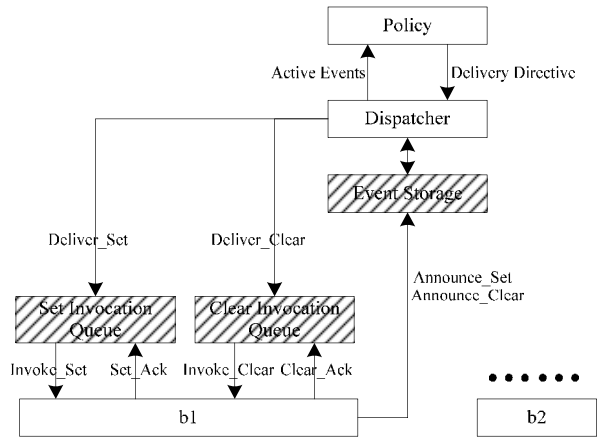 Policy
Active Events
Delivery Directive
Dispatcher
Event Storage
Deliver_Set
Deliver_Clear
Announce_Set
Announce_Clear
Set Invocation
Queue
Clear Invocation
Queue
Invoke_Set
Set_Ack
Invoke_Clear
Clear_Ack
b1
b2